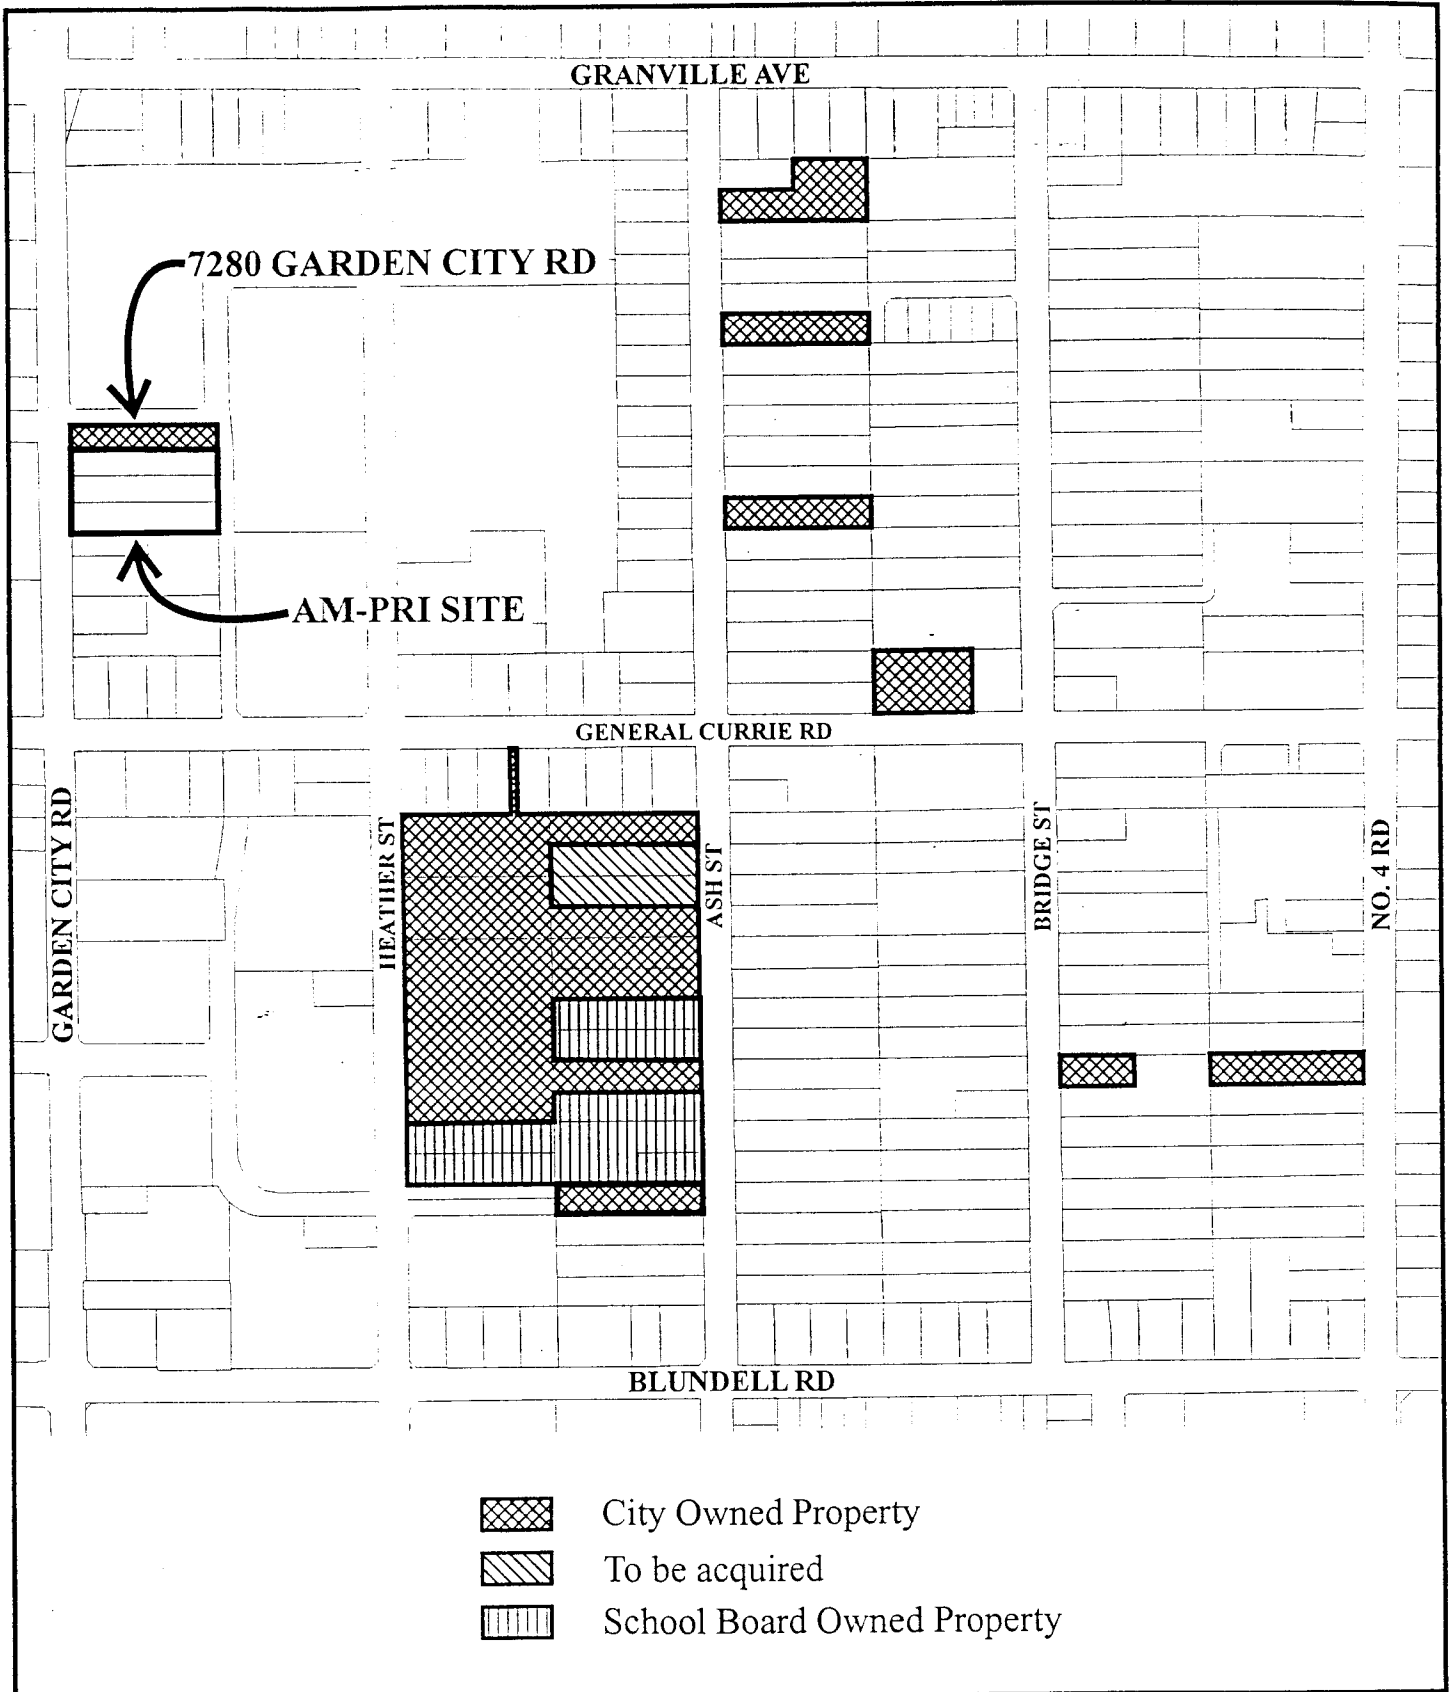 GRANVILLE AVE
7280 GARDEN CITY RD
AM-PRI SITE
GENERAL CURRIE RD
GARDEN CITY RD
HEATHER ST
ASH ST
BRIDGE ST
NO. 4 RD
BLUNDELL RD
City Owned Property
To be acquired
School Board Owned Property